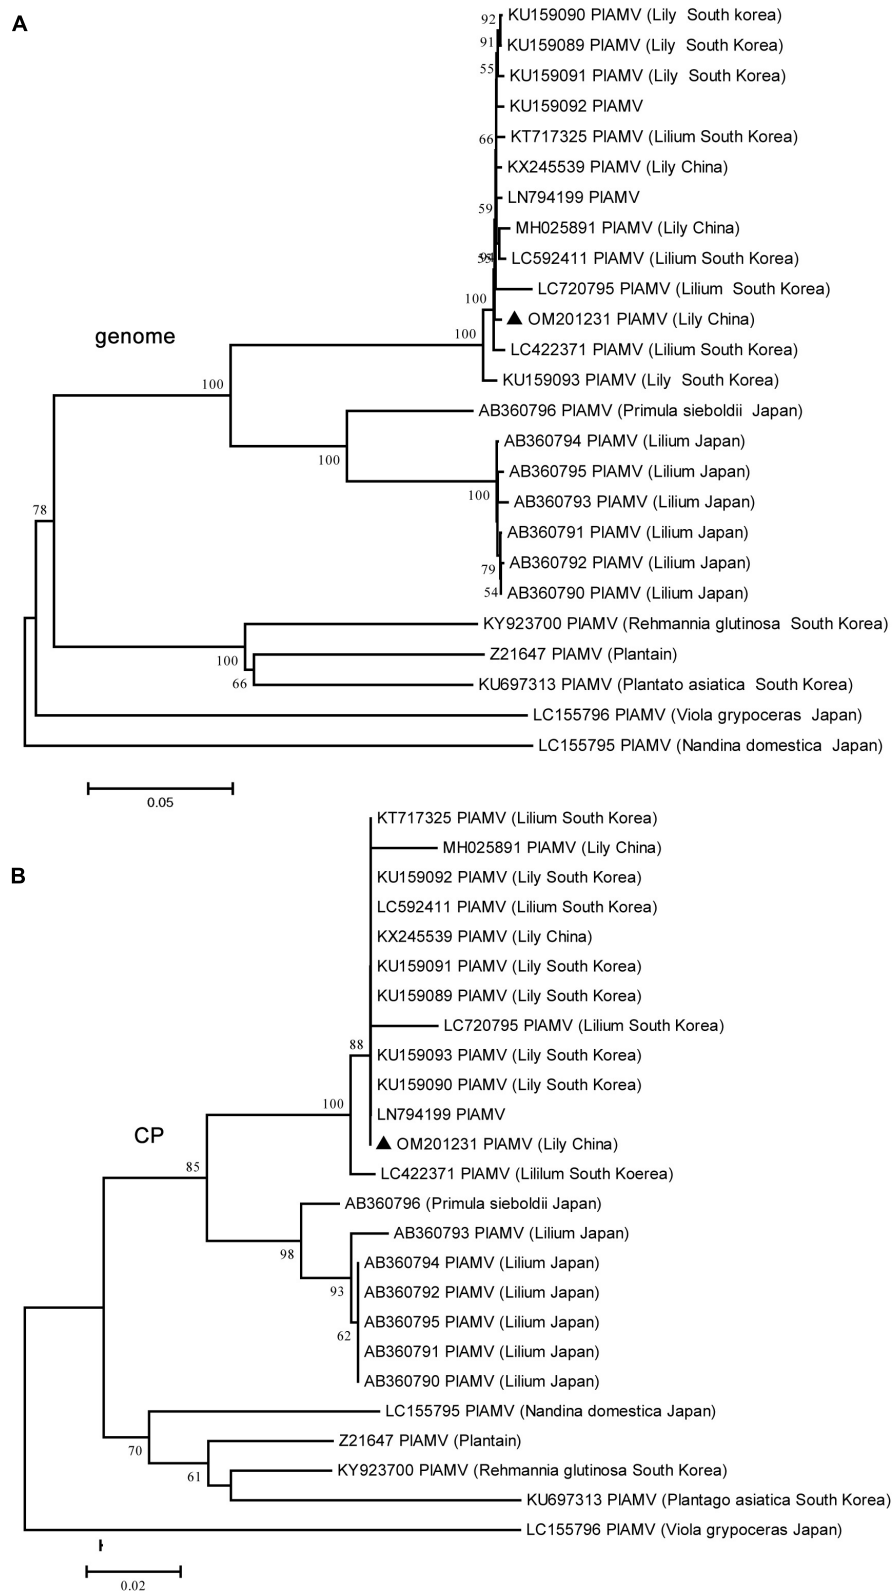 A
92
KU159090 PlAMV (Lily South korea)
91
KU159089 PlAMV (Lily South Korea)
55
KU159091 PlAMV (Lily South Korea)
KU159092 PlAMV
66
KT717325 PlAMV (Lilium South Korea)
KX245539 PlAMV (Lily China)
LN794199 PlAMV
59
MH025891 PlAMV (Lily China)
LC592411 PlAMV (Lilium South Korea)
LC720795 PlAMV (Lilium South Korea)
100
OM201231 PlAMV (Lily China)
100
genome
LC422371 PlAMV (Lilium South Korea)
KU159093 PlAMV (Lily South Korea)
100
AB360796 PlAMV (Primula sieboldii Japan)
AB360794 PlAMV (Lilium Japan)
100
AB360795 PlAMV (Lilium Japan)
100
AB360793 PlAMV (Lilium Japan)
78
AB360791 PlAMV (Lilium Japan)
AB360792 PlAMV (Lilium Japan)
79
AB360790 PlAMV (Lilium Japan)
54
KY923700 PlAMV (Rehmannia glutinosa South Korea)
100
Z21647 PlAMV (Plantain)
66
KU697313 PlAMV (Plantato asiatica South Korea)
LC155796 PlAMV (Viola grypoceras Japan)
LC155795 PlAMV (Nandina domestica Japan)
0.05
KT717325 PlAMV (Lilium South Korea)
MH025891 PlAMV (Lily China)
B
KU159092 PlAMV (Lily South Korea)
LC592411 PlAMV (Lilium South Korea)
KX245539 PlAMV (Lily China)
KU159091 PlAMV (Lily South Korea)
KU159089 PlAMV (Lily South Korea)
LC720795 PlAMV (Lilium South Korea)
88
KU159093 PlAMV (Lily South Korea)
KU159090 PlAMV (Lily South Korea)
100
LN794199 PlAMV
CP
OM201231 PlAMV (Lily China)
85
LC422371 PlAMV (Lililum South Koerea)
AB360796 (Primula sieboldii Japan)
AB360793 PlAMV (Lilium Japan)
98
AB360794 PlAMV (Lilium Japan)
93
AB360792 PlAMV (Lilium Japan)
AB360795 PlAMV (Lilium Japan)
62
AB360791 PlAMV (Lilium Japan)
AB360790 PlAMV (Lilium Japan)
LC155795 PlAMV (Nandina domestica Japan)
70
Z21647 PlAMV (Plantain)
61
KY923700 PlAMV (Rehmannia glutinosa South Korea)
KU697313 PlAMV (Plantago asiatica South Korea)
LC155796 PlAMV (Viola grypoceras Japan)
0.02